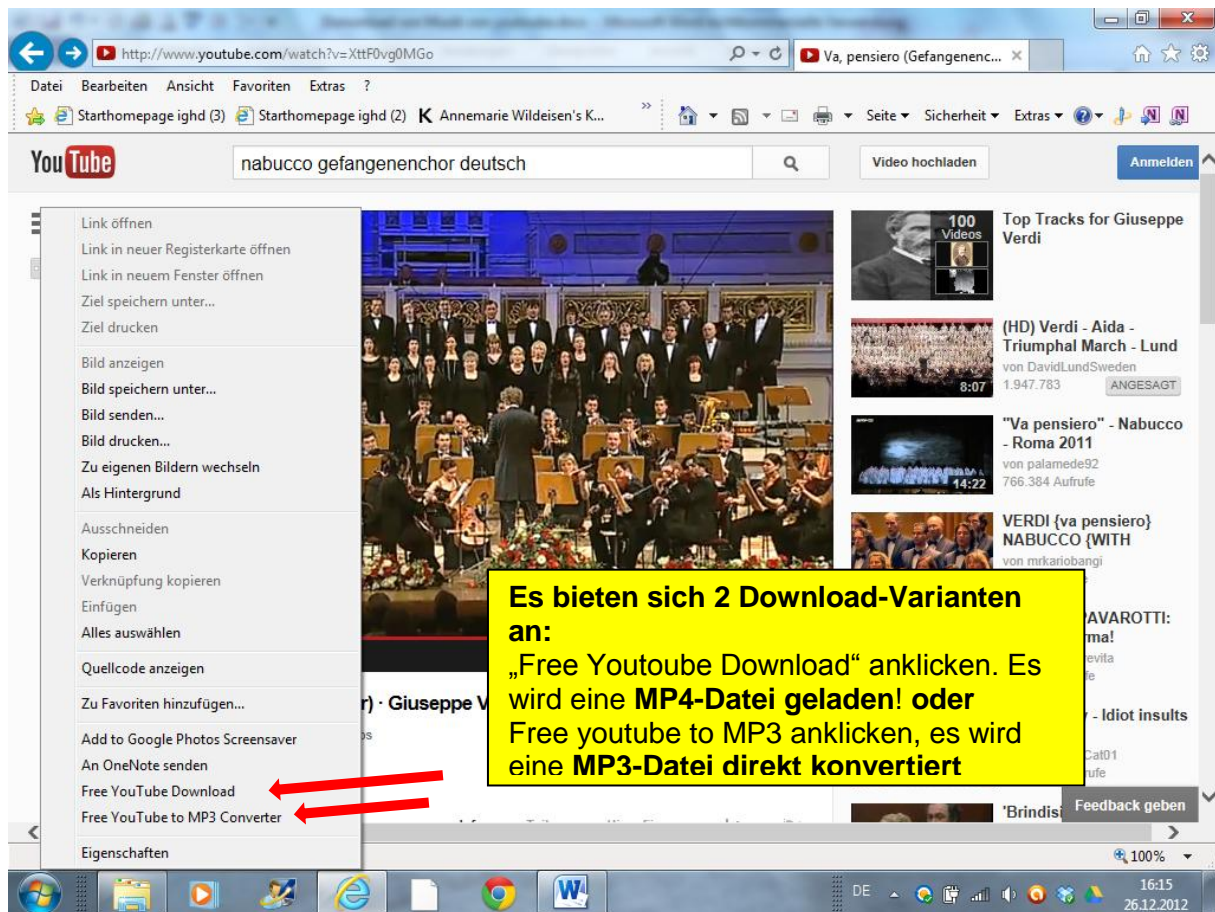 http://www.youtube.com/watch?v=XttF0vg0MGo
Va, pensiero (Gefangenenc...
Datei Bearbeiten Ansicht Favoriten Extras ?
Starthomepage ighd (3) Starthomepage ighd (2) K Annemarie Wildeisen's K... » Seite Sicherheit Extras
YouTube nabucco gefangenenchor deutsch Video hochladen Anmelden
Link öffnen
Link in neuer Registerkarte öffnen
Link in neuem Fenster öffnen
Ziel speichern unter...
Ziel drucken
Bild anzeigen
Bild speichern unter...
Bild senden...
Bild drucken...
Zu eigenen Bildern wechseln
Als Hintergrund
Ausschneiden
Kopieren
Verknüpfung kopieren
Einfügen
Alles auswählen
Quellcode anzeigen
Zu Favoriten hinzufügen...
Add to Google Photos Screensaver
An OneNote senden
Free YouTube Download
Free YouTube to MP3 Converter
Eigenschaften
r) · Giuseppe V
Es bieten sich 2 Download-Varianten
an:
„Free Youtoube Download“ anklicken. Es
wird eine MP4-Datei geladen! oder
Free youtube to MP3 anklicken, es wird
eine MP3-Datei direkt konvertiert
100
Videos
Top Tracks for Giuseppe
Verdi
(HD) Verdi - Aida -
Triumphal March - Lund
von DavidLundSweden
8:07
1.947.783 ANGESAGT
"Va pensiero" - Nabucco
- Roma 2011
von palamede92
14:22
766.384 Aufrufe
VERDI {va pensiero}
NABUCCO {WITH
von mrkariobangi
AVAROTTI:
rma!
evita
fe
- Idiot insults
Cat01
rufe
'Brindisi
Feedback geben
100%
DE
16:15
26.12.2012